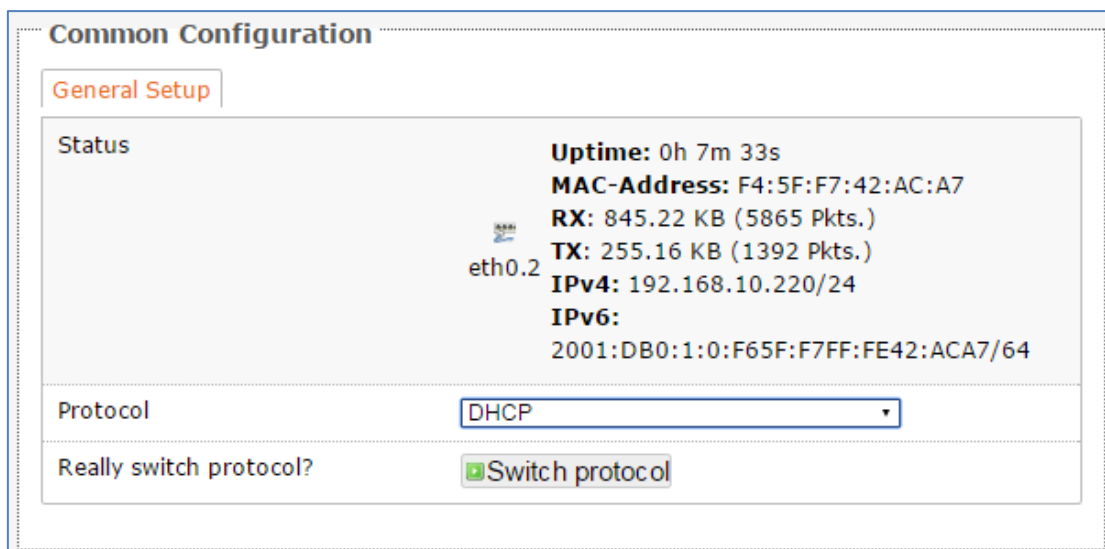 Common Configuration
General Setup
Status
eth0.2
Uptime: 0h 7m 33s
MAC-Address: F4:5F:F7:42:AC:A7
RX: 845.22 KB (5865 Pkts.)
TX: 255.16 KB (1392 Pkts.)
IPv4: 192.168.10.220/24
IPv6:
2001:DB0:1:0:F65F:F7FF:FE42:ACA7/64
Protocol
DHCP
Really switch protocol?
Switch protocol